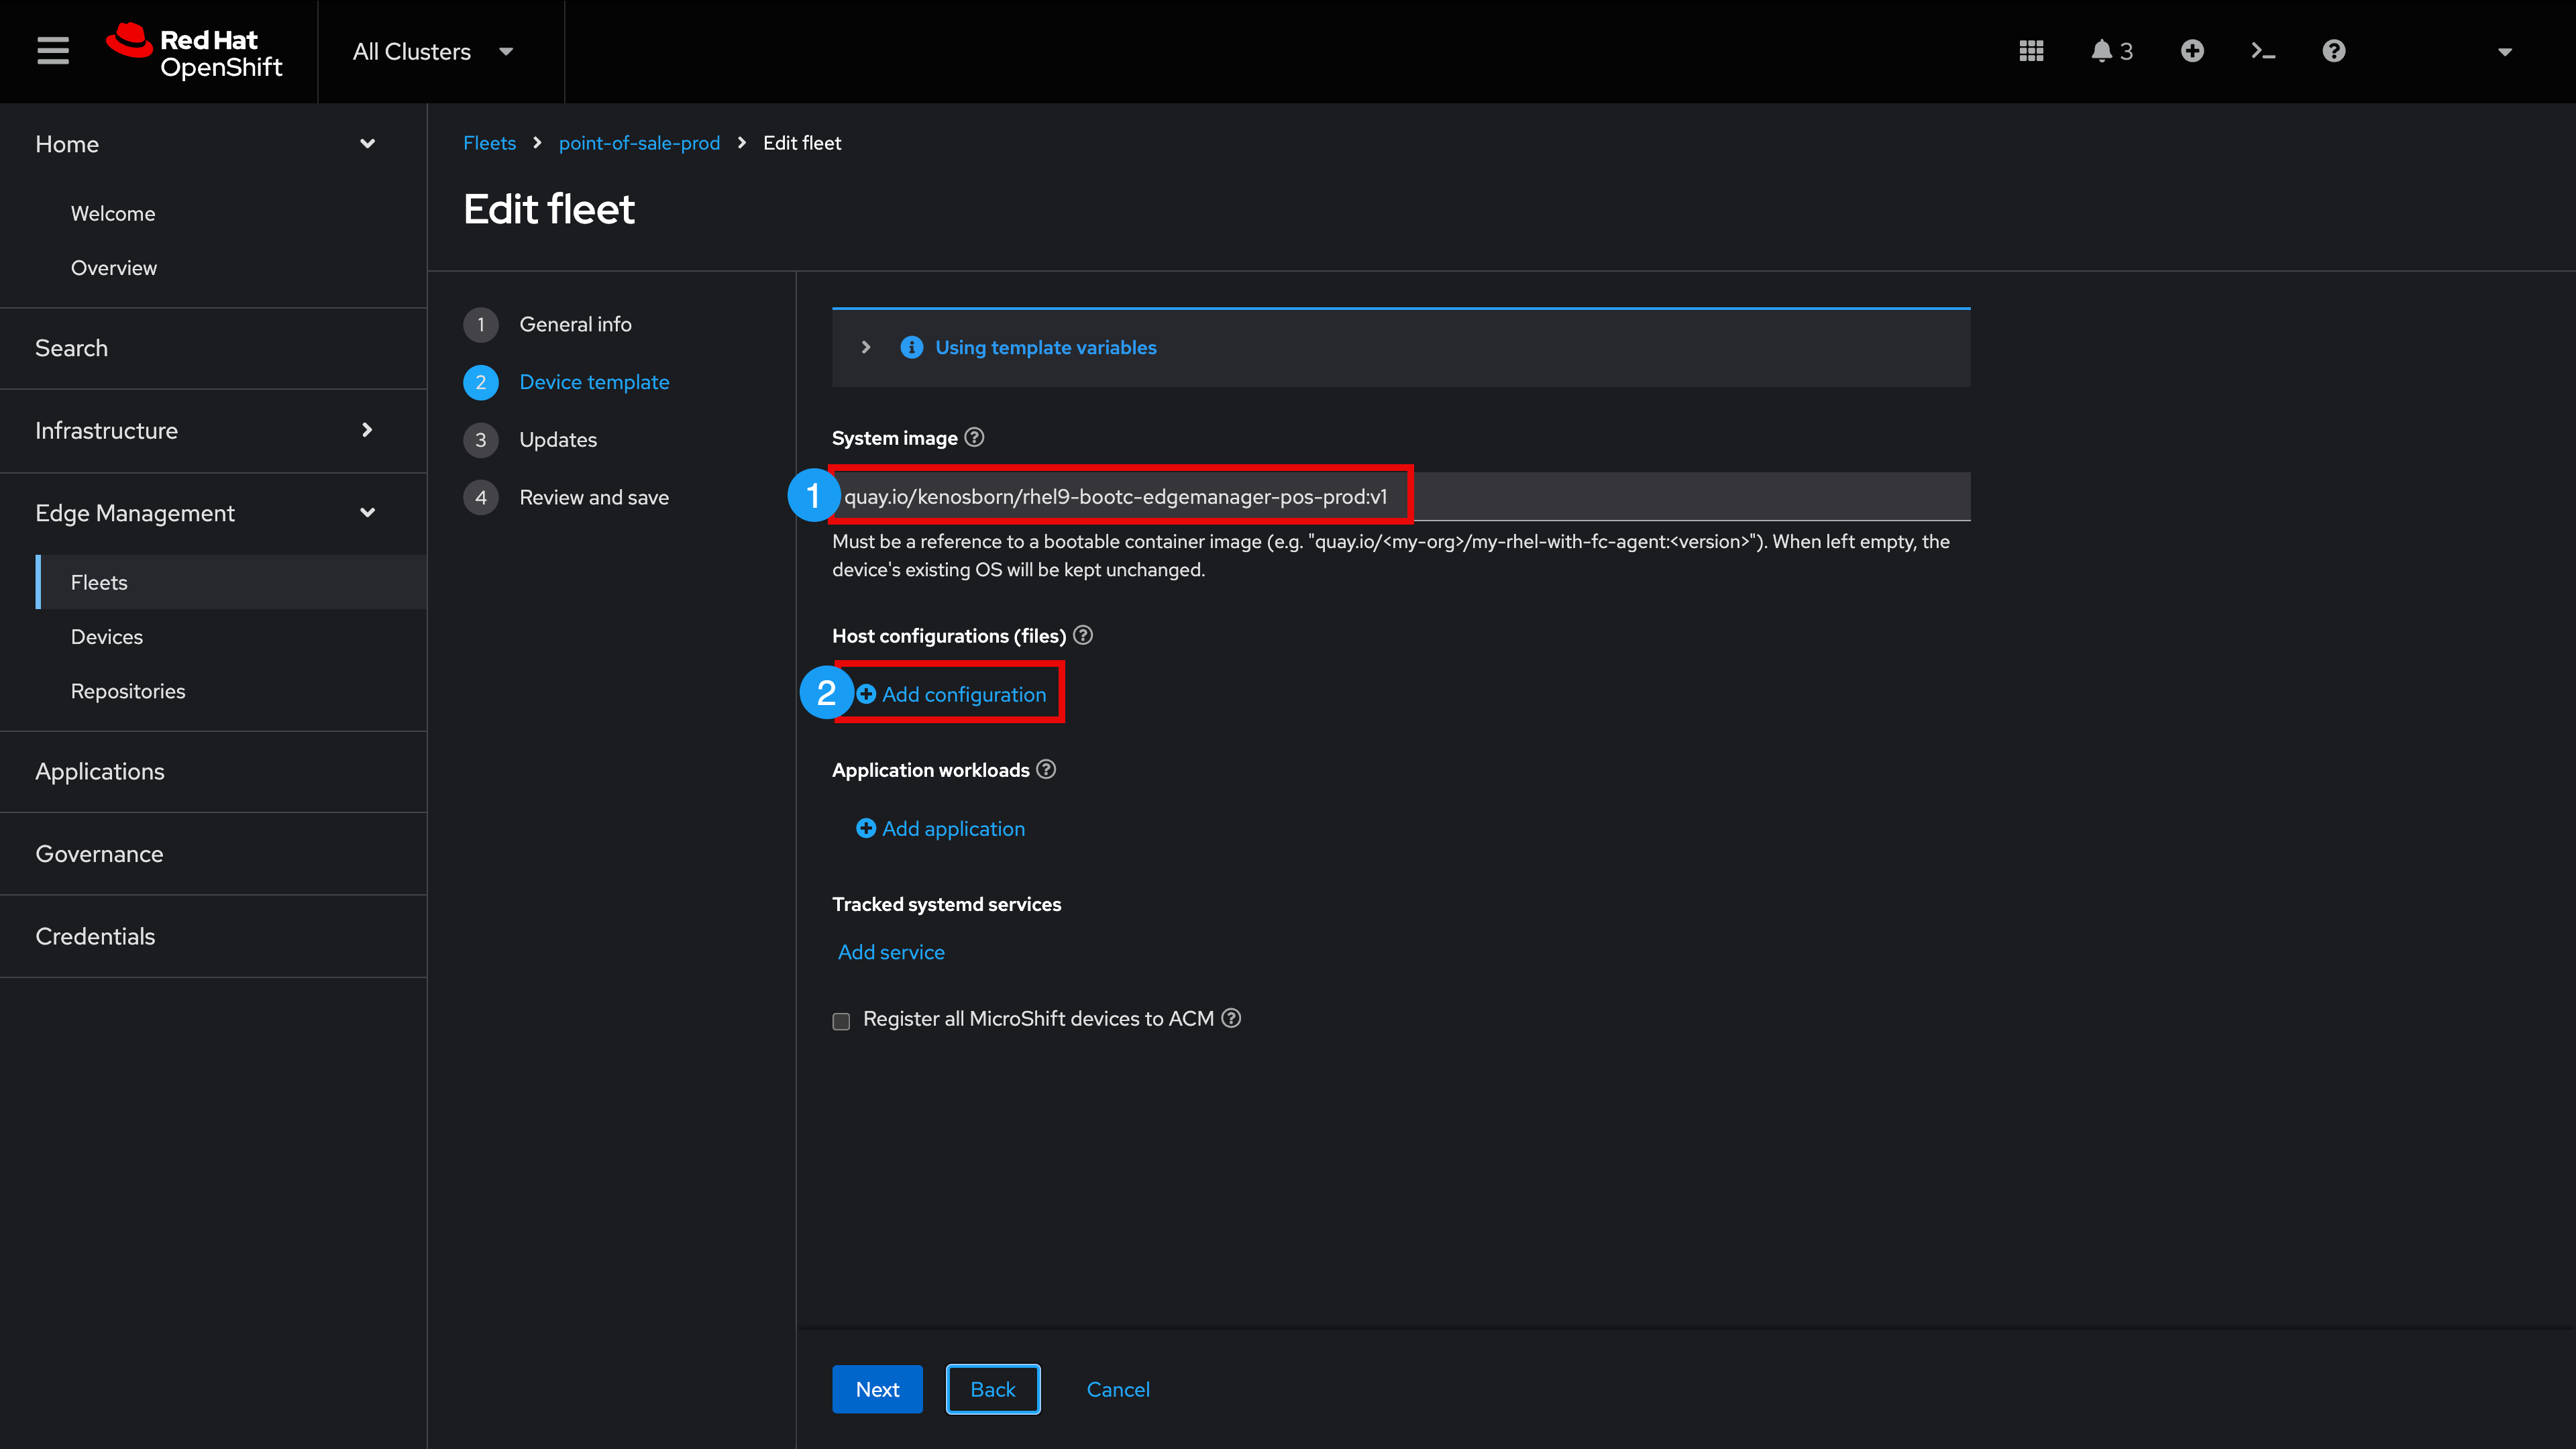 Red Hat
OpenShift
All Clusters
3
Home
Welcome
Overview
Search
Infrastructure
Edge Management
Fleets
Devices
Repositories
Applications
Governance
Credentials
Fleets
point-of-sale-prod
Edit fleet
Edit fleet
1 General info
2 Device template
3 Updates
4 Review and save
Using template variables
System image
1 quay.io/kenosborn/rhel9-bootc-edgemanager-pos-prod:v1
Must be a reference to a bootable container image (e.g. "quay.io/<my-org>/my-rhel-with-fc-agent:<version>"). When left empty, the
device's existing OS will be kept unchanged.
Host configurations (files)
2 Add configuration
Application workloads
Add application
Tracked systemd services
Add service
Register all MicroShift devices to ACM
Next
Back
Cancel